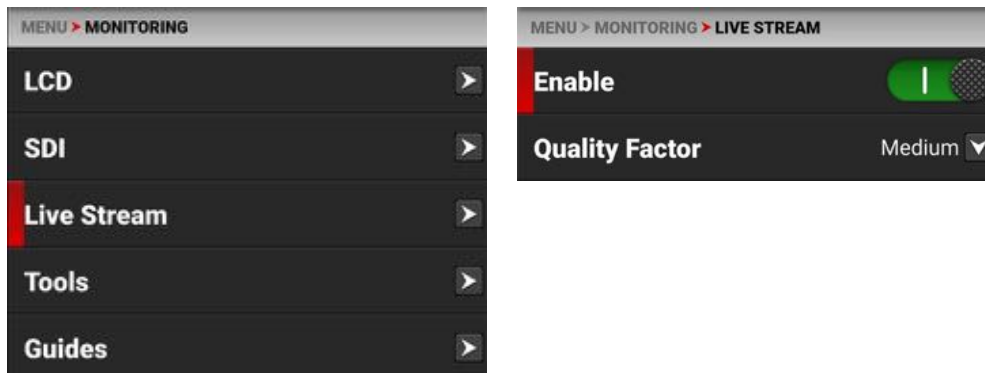 MENU > MONITORING
LCD
SDI
Live Stream
Tools
Guides
MENU > MONITORING > LIVE STREAM
Enable
Quality Factor Medium